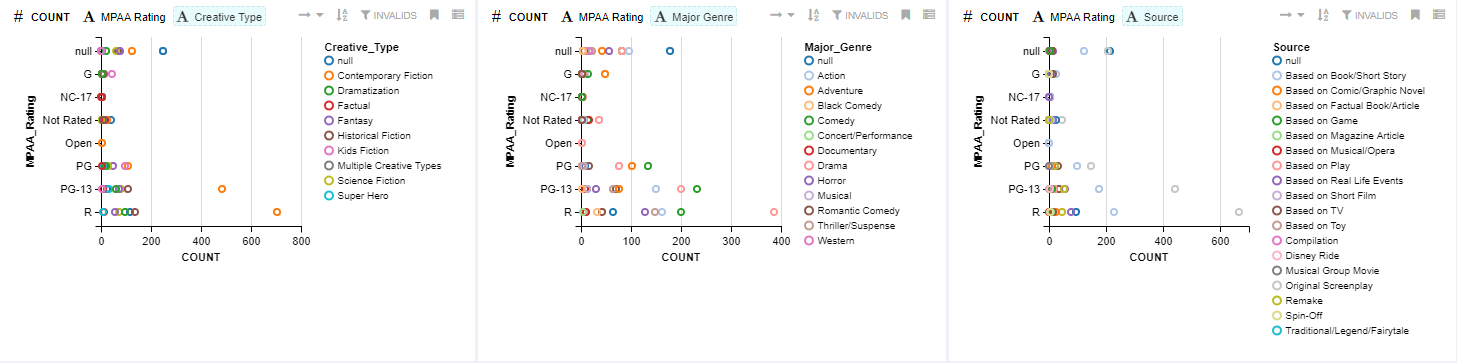 # COUNT A MPAA Rating A Creative Type INVALIDS
null
G
NC-17
Not Rated
Open
PG
PG-13
R
MPAA_Rating
0 200 400 600 800
COUNT
Creative_Type
null
Contemporary Fiction
Dramatization
Factual
Fantasy
Historical Fiction
Kids Fiction
Multiple Creative Types
Science Fiction
Super Hero
# COUNT A MPAA Rating A Major Genre INVALIDS
null
G
NC-17
Not Rated
Open
PG
PG-13
R
MPAA_Rating
0 100 200 300 400
COUNT
Major_Genre
null
Action
Adventure
Black Comedy
Comedy
Concert/Performance
Documentary
Drama
Horror
Musical
Romantic Comedy
Thriller/Suspense
Western
# COUNT A MPAA Rating A Source INVALIDS
null
G
NC-17
Not Rated
Open
PG
PG-13
R
MPAA_Rating
0 200 400 600
COUNT
Source
null
Based on Book/Short Story
Based on Comic/Graphic Novel
Based on Factual Book/Article
Based on Game
Based on Magazine Article
Based on Musical/Opera
Based on Play
Based on Real Life Events
Based on Short Film
Based on TV
Based on Toy
Compilation
Disney Ride
Musical Group Movie
Original Screenplay
Remake
Spin-Off
Traditional/Legend/Fairytale